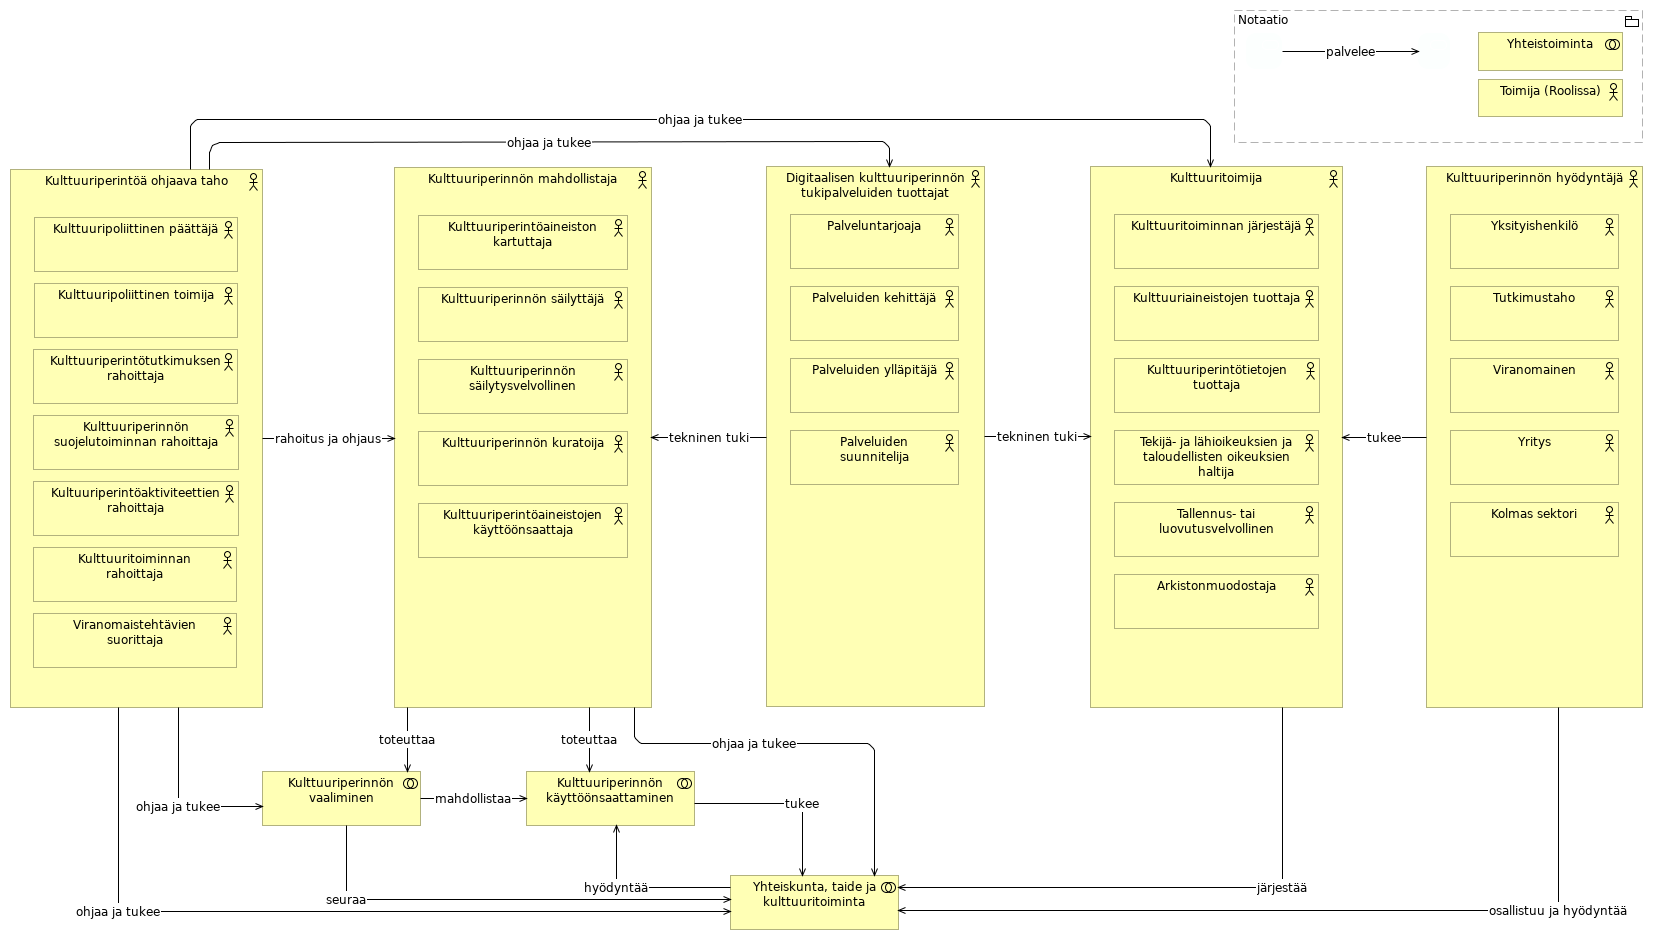 Notaatio
palvelee
Yhteistoiminta
Toimija (Roolissa)
ohjaa ja tukee
ohjaa ja tukee
Kulttuuriperintöä ohjaava taho
Kulttuuripoliittinen päättäjä
Kulttuuripoliittinen toimija
Kulttuuriperintötutkimuksen
rahoittaja
Kulttuuriperinnön
suojelutoiminnan rahoittaja
Kultuuriperintöaktiviteettien
rahoittaja
Kulttuuritoiminnan
rahoittaja
Viranomaistehtävien
suorittaja
rahoitus ja ohjaus
Kulttuuriperinnön mahdollistaja
Kulttuuriperintöaineiston
kartuttaja
Kulttuuriperinnön säilyttäjä
Kulttuuriperinnön
säilytysvelvollinen
Kulttuuriperinnön kuratoija
Kulttuuriperintöaineistojen
käyttöönsaattaja
tekninen tuki
Digitaalisen kulttuuriperinnön
tukipalveluiden tuottajat
Palveluntarjoaja
Palveluiden kehittäjä
Palveluiden ylläpitäjä
Palveluiden
suunnitelija
tekninen tuki
Kulttuuritoimija
Kulttuuritoiminnan järjestäjä
Kulttuuriaineistojen tuottaja
Kulttuuriperintötietojen
tuottaja
Tekijä- ja lähioikeuksien ja
taloudellisten oikeuksien
haltija
Tallennus- tai
luovutusvelvollinen
Arkistonmuodostaja
tukee
Kulttuuriperinnön hyödyntäjä
Yksityishenkilö
Tutkimustaho
Viranomainen
Yritys
Kolmas sektori
toteuttaa
toteuttaa
ohjaa ja tukee
Kulttuuriperinnön
vaaliminen
mahdollistaa
Kulttuuriperinnön
käyttöönsaattaminen
ohjaa ja tukee
tukee
hyödyntää
seuraa
ohjaa ja tukee
Yhteiskunta, taide ja
kulttuuritoiminta
järjestää
osallistuu ja hyödyntää